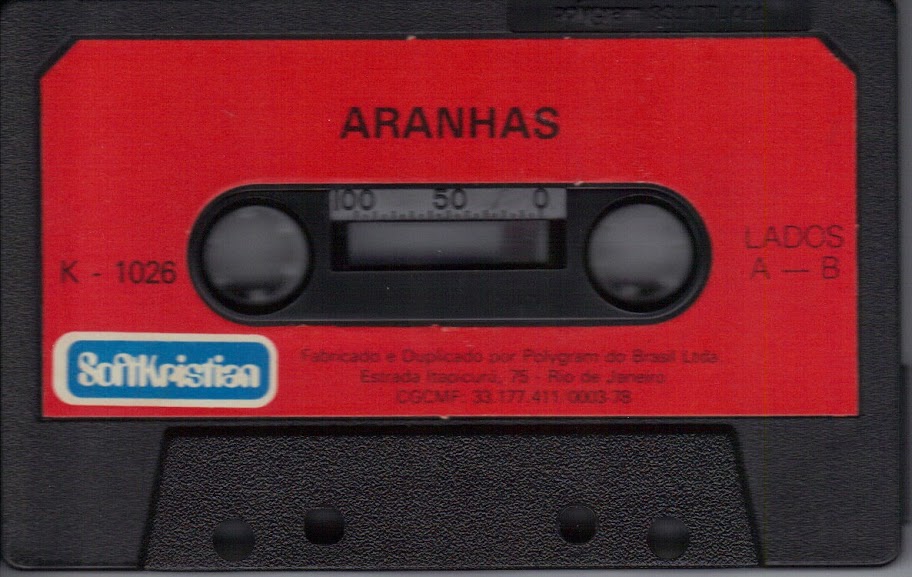 ARANHAS
100 50 0
K - 1026
LADOS
A — B
SoftKristian
Fabricado e Duplicado por Polygram do Brasil Ltda.
Estrada Itapicurú, 75 - Rio de Janeiro
CGCMF: 33.177.411/0003-78